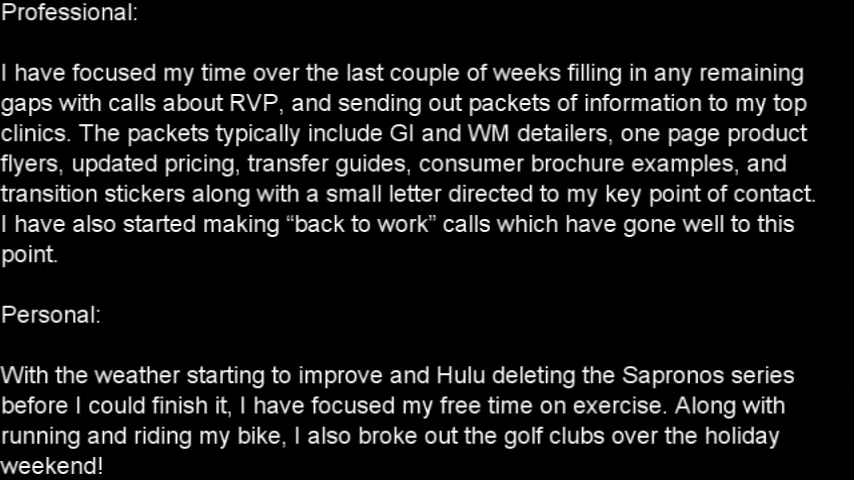 Professional:
I have focused my time over the last couple of weeks filling in any remaining
gaps with calls about RVP, and sending out packets of information to my top
clinics. The packets typically include GI and WM detailers, one page product
flyers, updated pricing, transfer guides, consumer brochure examples, and
transition stickers along with a small letter directed to my key point of contact.
I have also started making “back to work” calls which have gone well to this
point.
Personal:
With the weather starting to improve and Hulu deleting the Sapronos series
before I could finish it, I have focused my free time on exercise. Along with
running and riding my bike, I also broke out the golf clubs over the holiday
weekend!